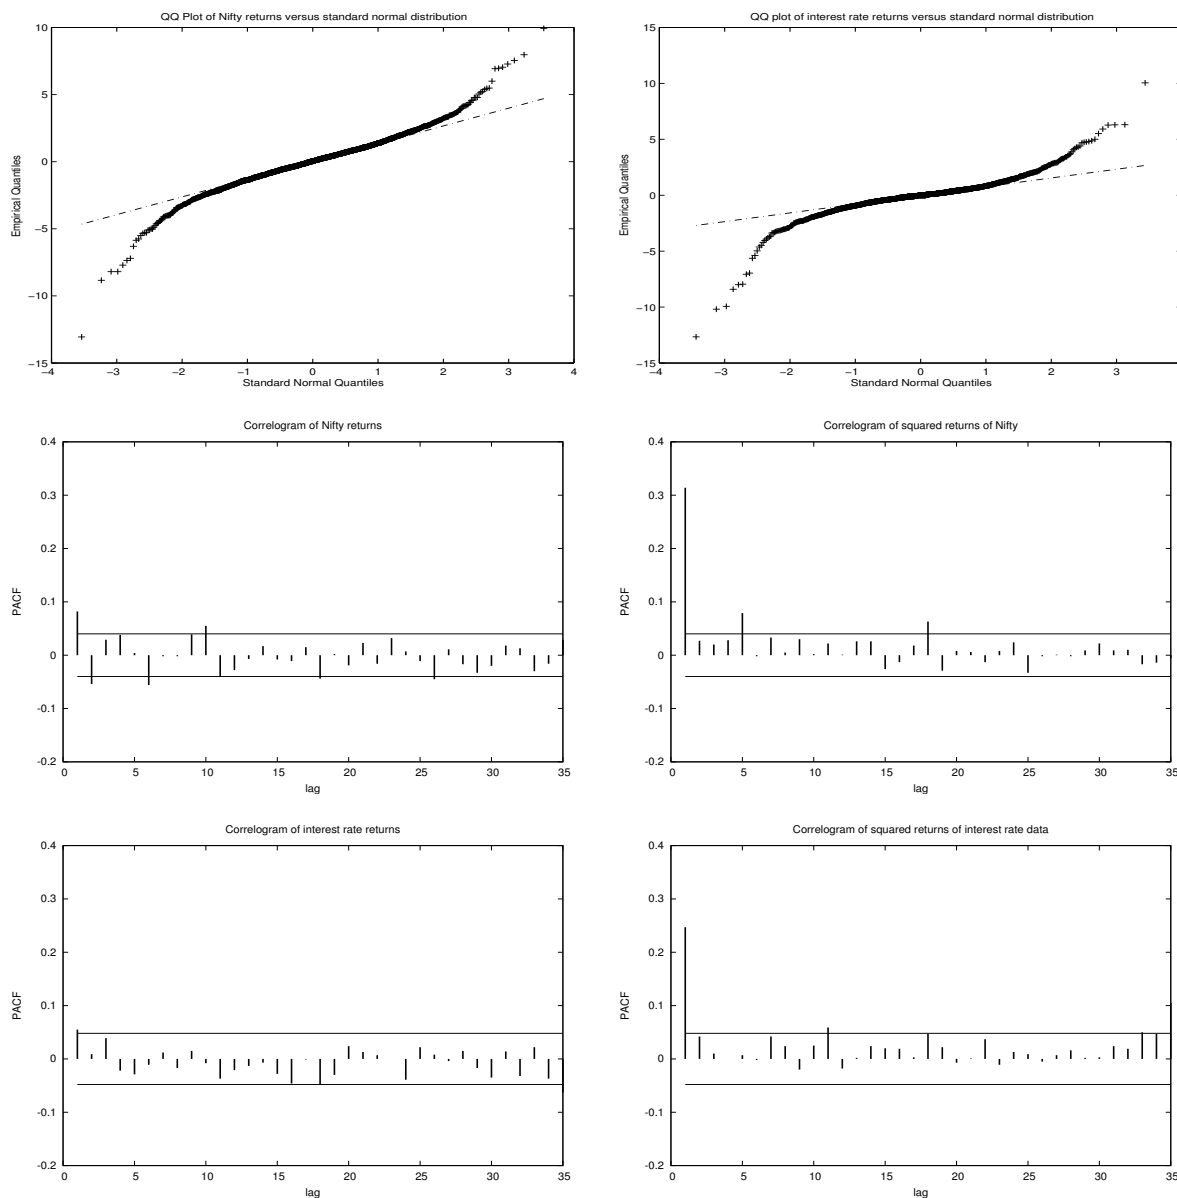 QQ Plot of Nifty returns versus standard normal distribution
10
5
0
−5
−10
−15
−4 −3 −2 −1 0 1 2 3 4
Empirical Quantiles
Standard Normal Quantiles
QQ plot of interest rate returns versus standard normal distribution
15
10
5
0
−5
−10
−15
−4 −3 −2 −1 0 1 2 3
Empirical Quantiles
Standard Normal Quantiles
Correlogram of Nifty returns
0.4
0.3
0.2
0.1
0
-0.1
-0.2
0 5 10 15 20 25 30 35
PACF
lag
Correlogram of squared returns of Nifty
0.4
0.3
0.2
0.1
0
-0.1
-0.2
0 5 10 15 20 25 30 35
PACF
lag
Correlogram of interest rate returns
0.4
0.3
0.2
0.1
0
-0.1
-0.2
0 5 10 15 20 25 30 35
PACF
lag
Correlogram of squared returns of interest rate data
0.4
0.3
0.2
0.1
0
-0.1
-0.2
0 5 10 15 20 25 30 35
PACF
lag